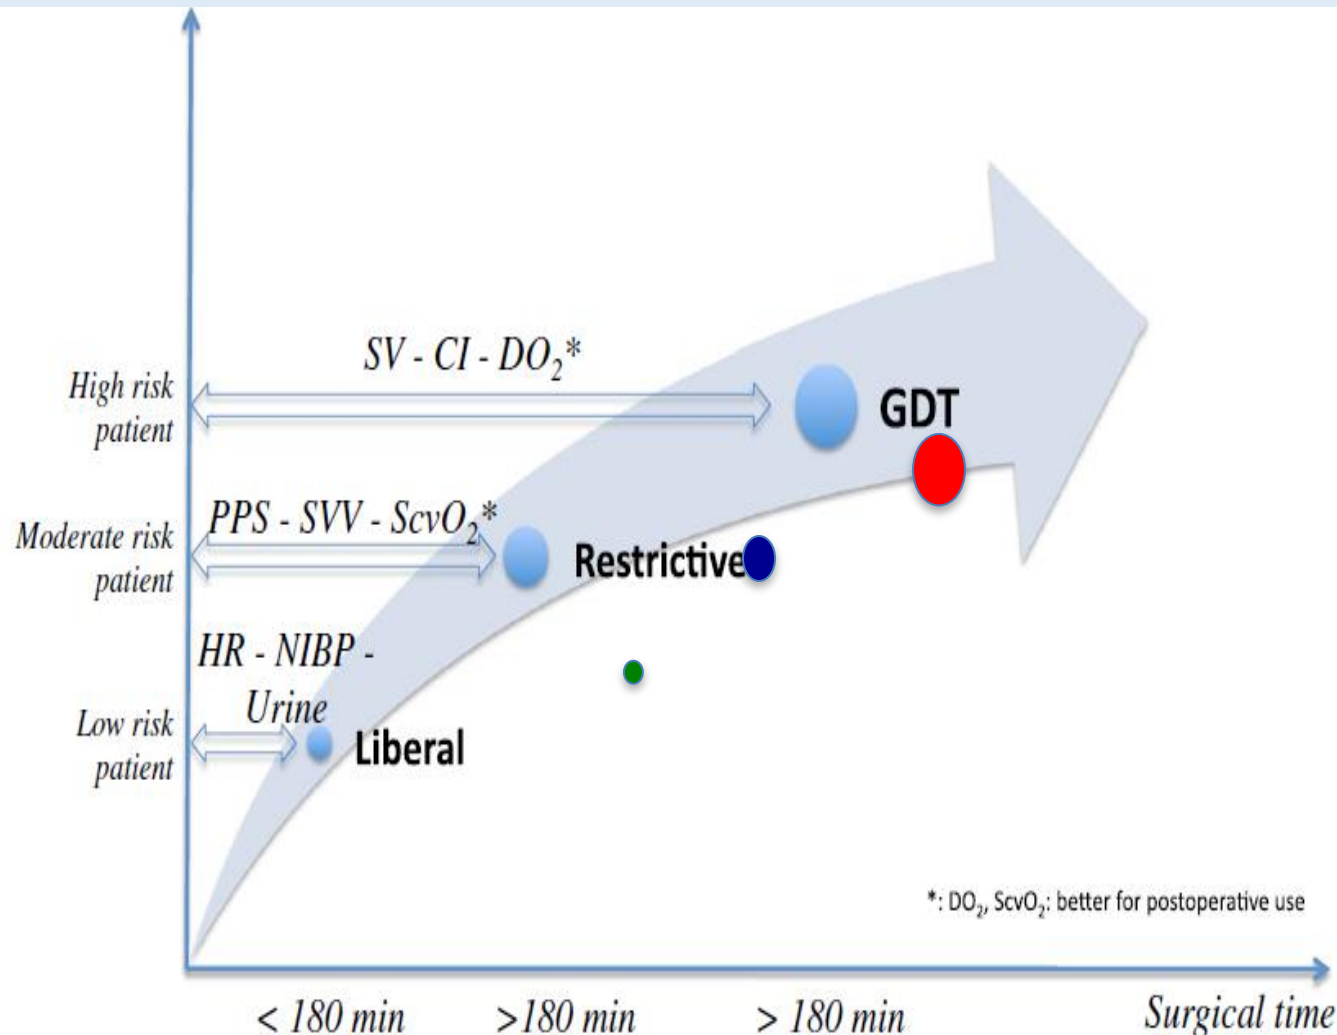 SV - CI - DO₂*
High risk
patient
GDT
PPS - SVV - ScvO₂*
Moderate risk
patient
Restrictive
HR - NIBP -
Urine
Low risk
patient
Liberal
*: DO₂, ScvO₂: better for postoperative use
< 180 min
>180 min
> 180 min
Surgical time